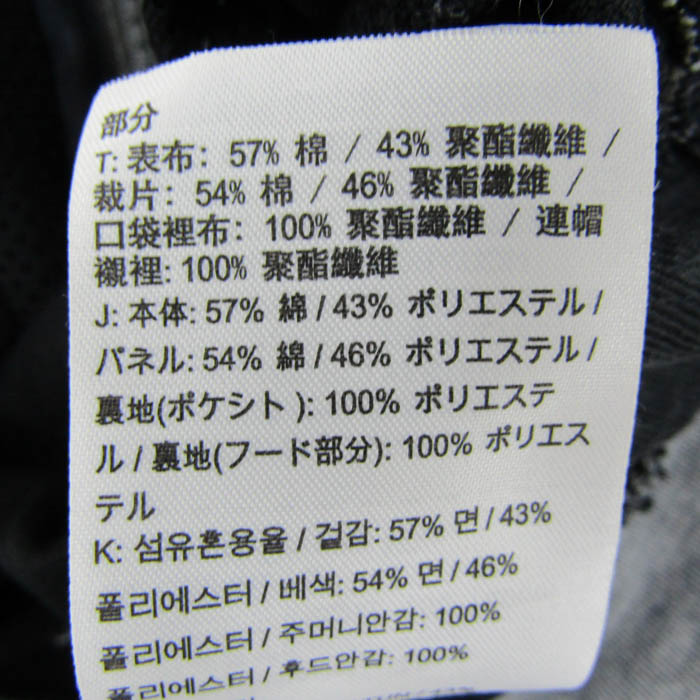 部分
T: 表布: 57% 棉 / 43% 聚酯纖維 /
裁片: 54% 棉 / 46% 聚酯纖維 /
口袋裡布: 100% 聚酯纖維 / 連帽
襯裡: 100% 聚酯纖維
J: 本体: 57% 綿 / 43% ポリエステル /
パネル: 54% 綿 / 46% ポリエステル /
裏地(ポケシト ): 100% ポリエステ
ル / 裏地(フード部分): 100% ポリエス
テル
K: 섬유혼용율 / 겉감: 57% 면 / 43%
폴리에스터 / 베색: 54% 면 / 46%
폴리에스터 / 주머니안감: 100%
폴리에스터 / 후드안감: 100%
폴리에스터